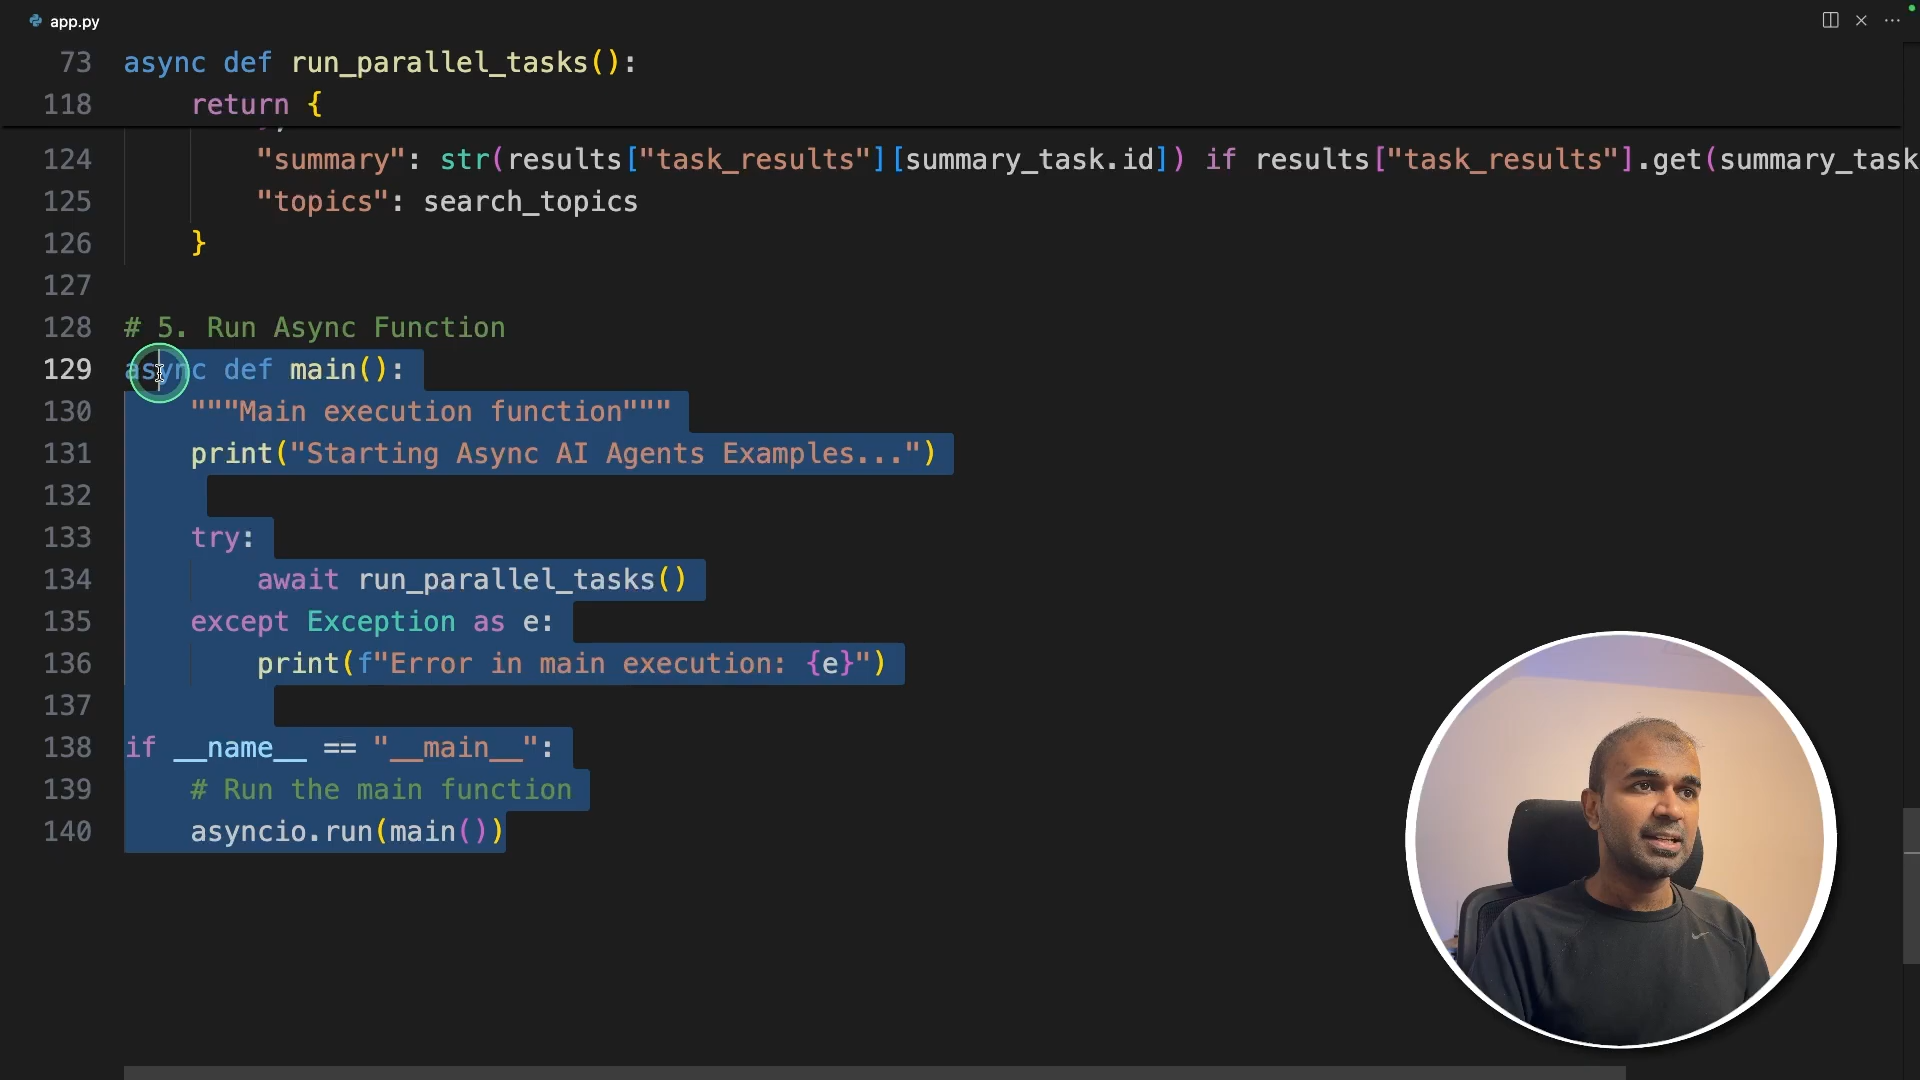 app.py
73 async def run_parallel_tasks():
118 return {
124 "summary": str(results["task_results"][summary_task.id]) if results["task_results"].get(summary_task
125 "topics": search_topics
126 }
127
128 # 5. Run Async Function
129 async def main():
130 """Main execution function"""
131 print("Starting Async AI Agents Examples...")
132
133 try:
134 await run_parallel_tasks()
135 except Exception as e:
136 print(f"Error in main execution: {e}")
137
138 if __name__ == "__main__":
139 # Run the main function
140 asyncio.run(main())